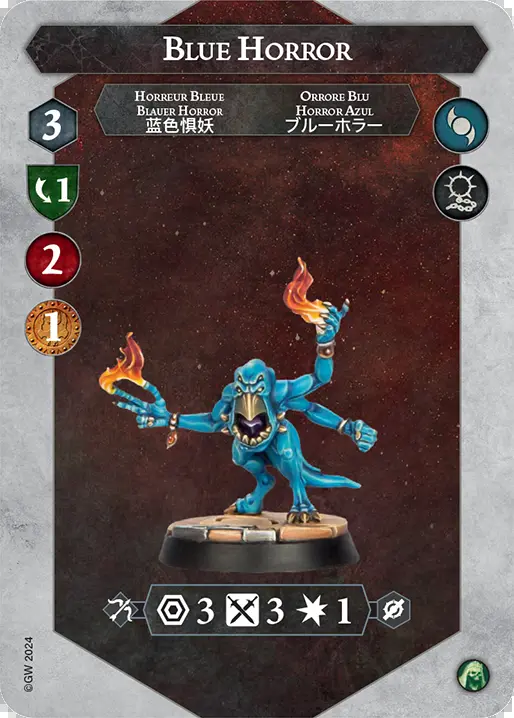 BLUE HORROR
HORREUR BLEUE
BLAUER HORROR
蓝色惧妖
ORRORE BLU
HORROR AZUL
ブルーホラー
3
1
2
1
3 3 1
©GW 2024